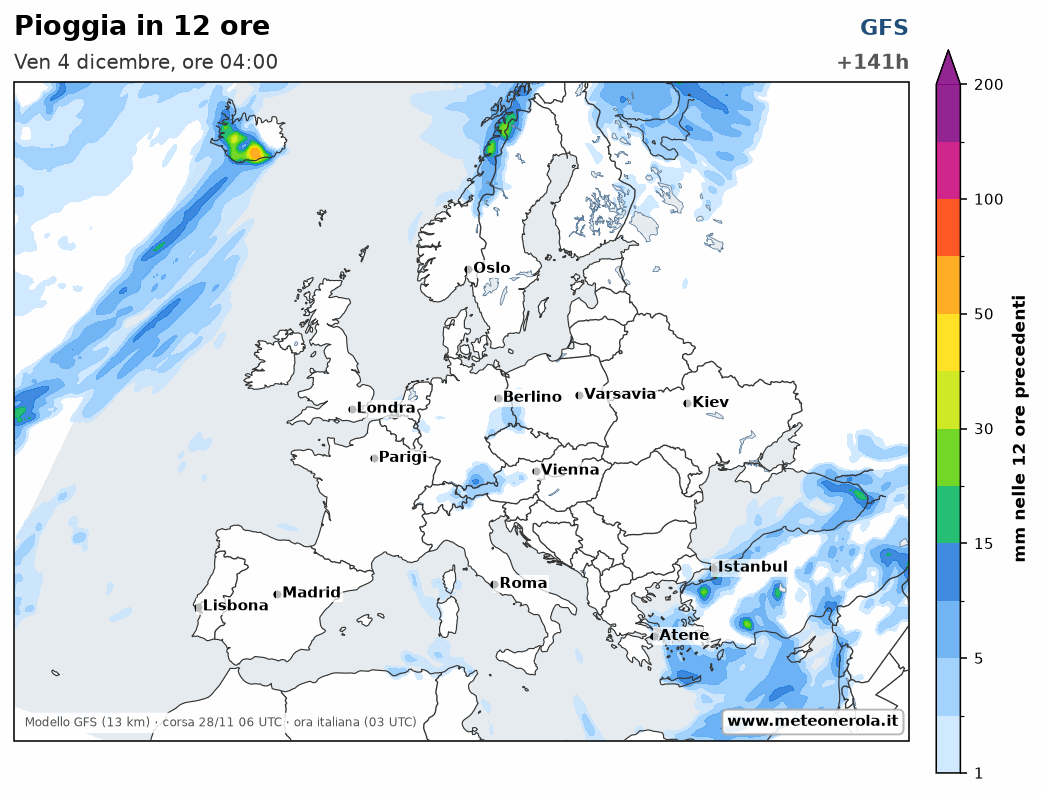 Pioggia in 12 ore
GFS
Ven 4 dicembre, ore 04:00
+141h
200
100
50
30
15
5
1
mm nelle 12 ore precedenti
Oslo
Berlino
Varsavia
Kiev
Londra
Parigi
Vienna
Istanbul
Roma
Madrid
Lisbona
Atene
Modello GFS (13 km) · corsa 28/11 06 UTC · ora italiana (03 UTC)
www.meteonerola.it